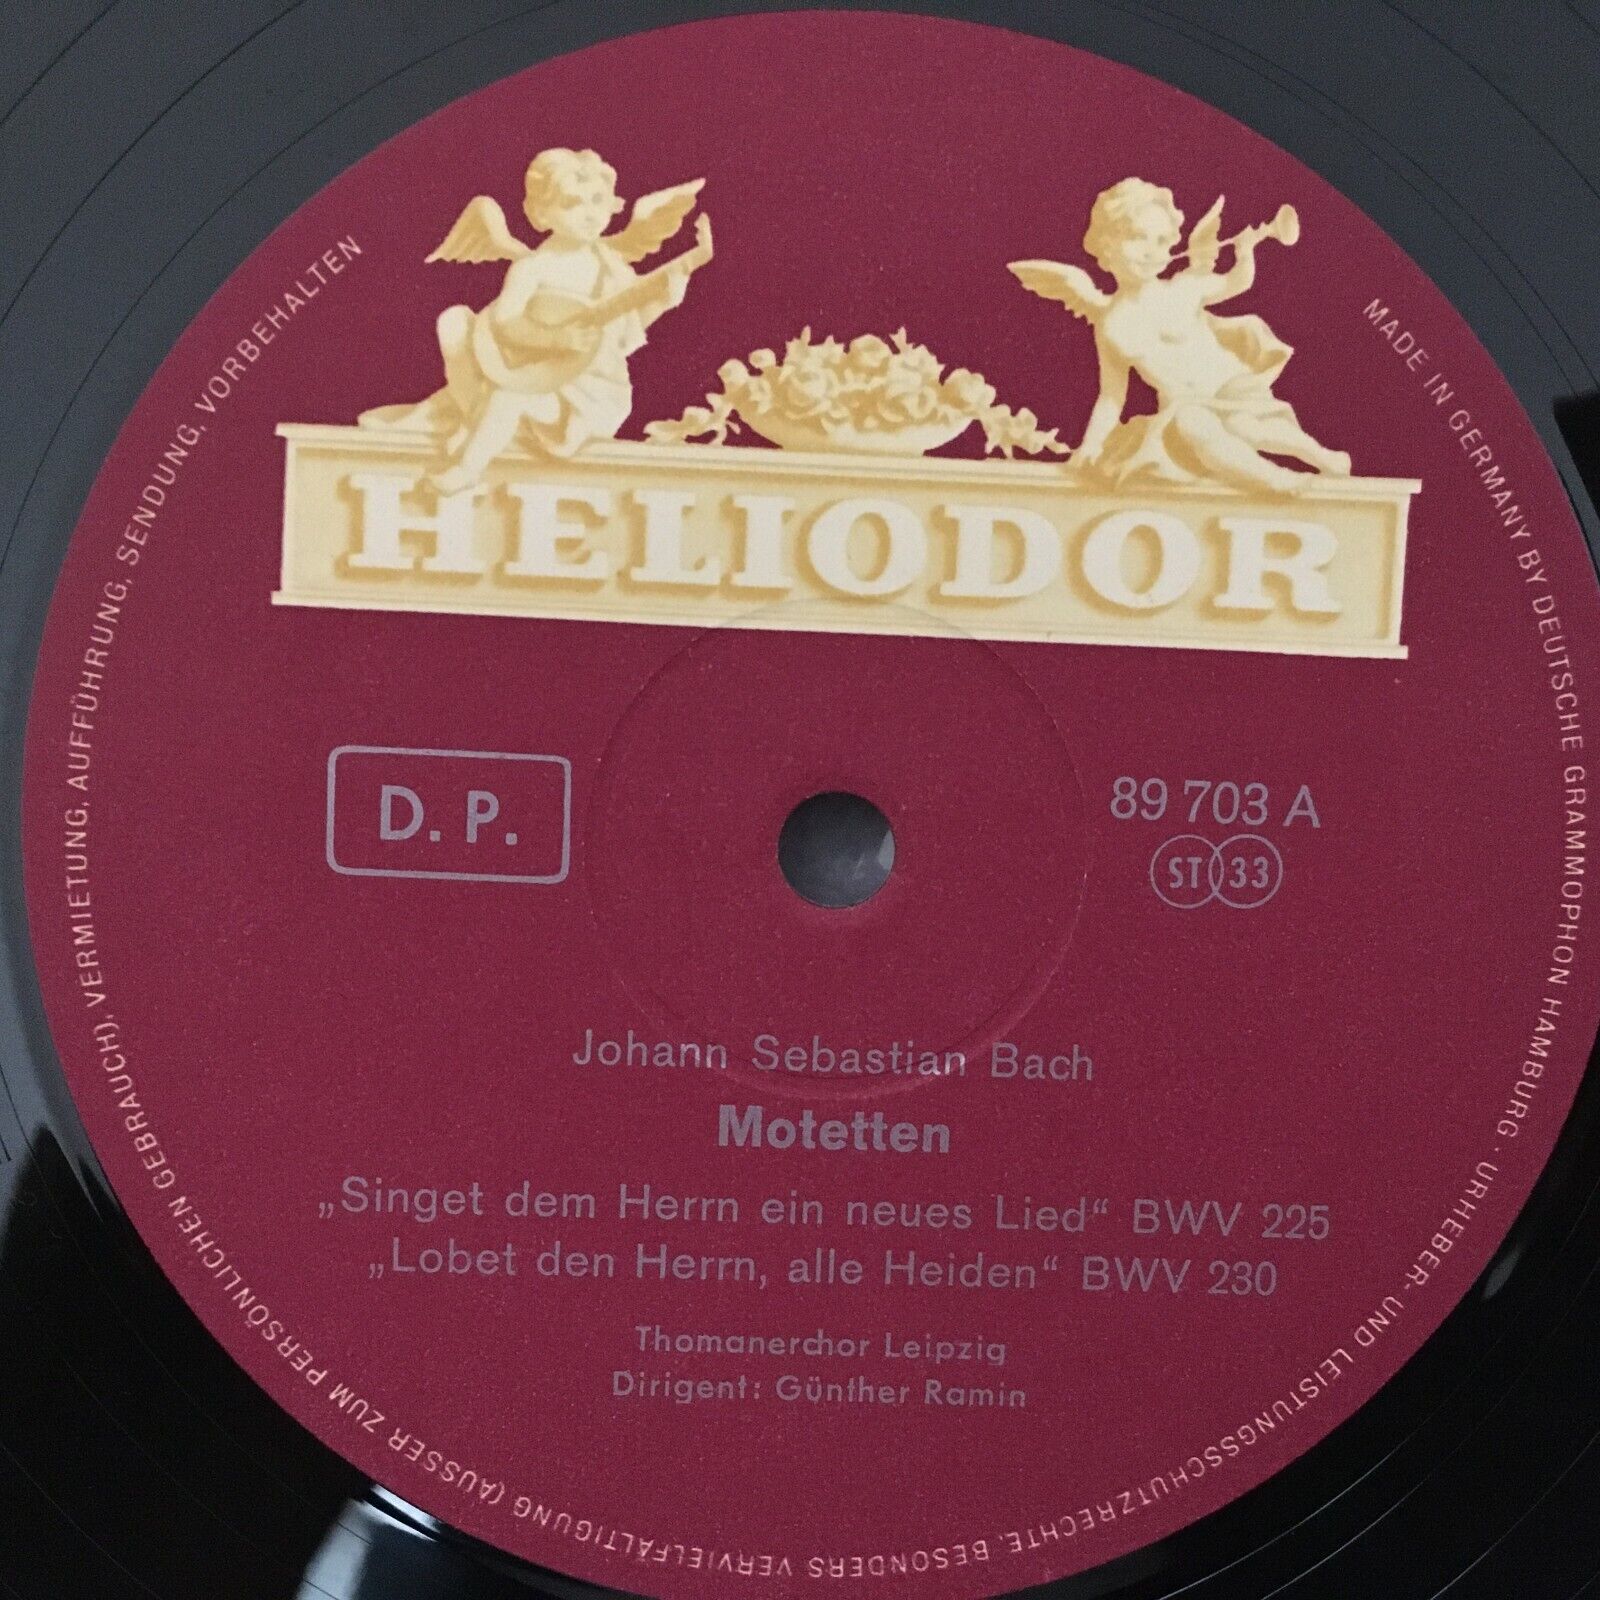 HELIODOR
D. P.
89 703 A
ST 33
Johann Sebastian Bach
Motetten
„Singet dem Herrn ein neues Lied“ BWV 225
„Lobet den Herrn, alle Heiden“ BWV 230
Thomanerchor Leipzig
Dirigent: Günther Ramin
MADE IN GERMANY BY DEUTSCHE GRAMMOPHON HAMBURG · URHEBER- UND LEISTUNGSSCHUTZRECHTE, BESONDERS VERVIELFÄLTIGUNG (AUSSER ZUM PERSÖNLICHEN GEBRAUCH), VERMIETUNG, AUFFÜHRUNG, SENDUNG, VORBEHALTEN